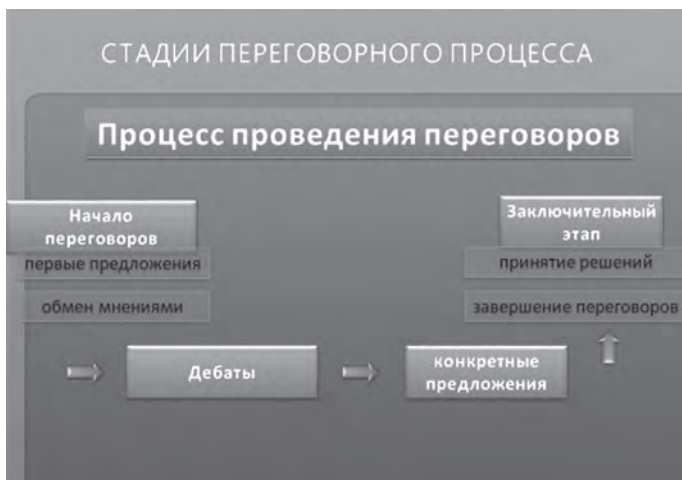 СТАДИИ ПЕРЕГОВОРНОГО ПРОЦЕССА
Процесс проведения переговоров
Начало
переговоров
первые предложения
обмен мнениями
Дебаты
конкретные
предложения
Заключительный
этап
принятие решений
завершение переговоров